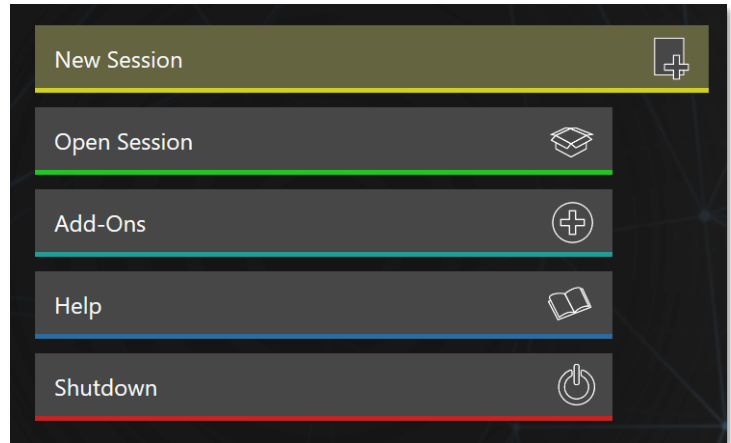 New Session
Open Session
Add-Ons
Help
Shutdown